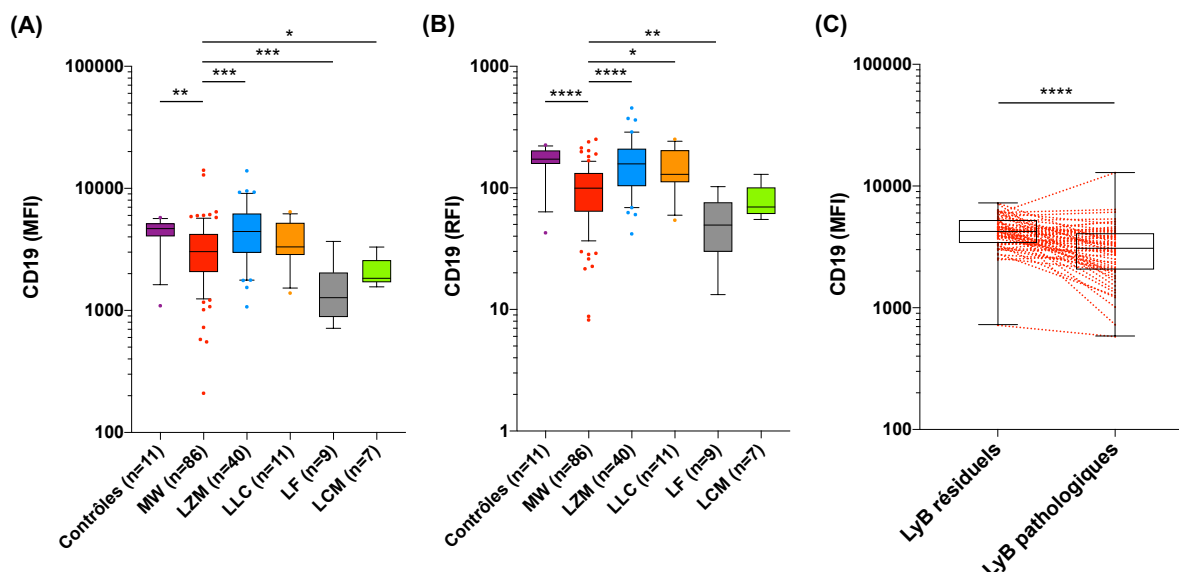 (A)
CD19 (MFI)
100000
10000
1000
100
*
***
***
**
Contrôles (n=11)
MW (n=86)
LZM (n=40)
LLC (n=11)
LF (n=9)
LCM (n=7)
(B)
CD19 (RFI)
1000
100
10
1
**
*
****
****
Contrôles (n=11)
MW (n=86)
LZM (n=40)
LLC (n=11)
LF (n=9)
LCM (n=7)
(C)
CD19 (MFI)
100000
10000
1000
100
****
LyB résiduels
LyB pathologiques